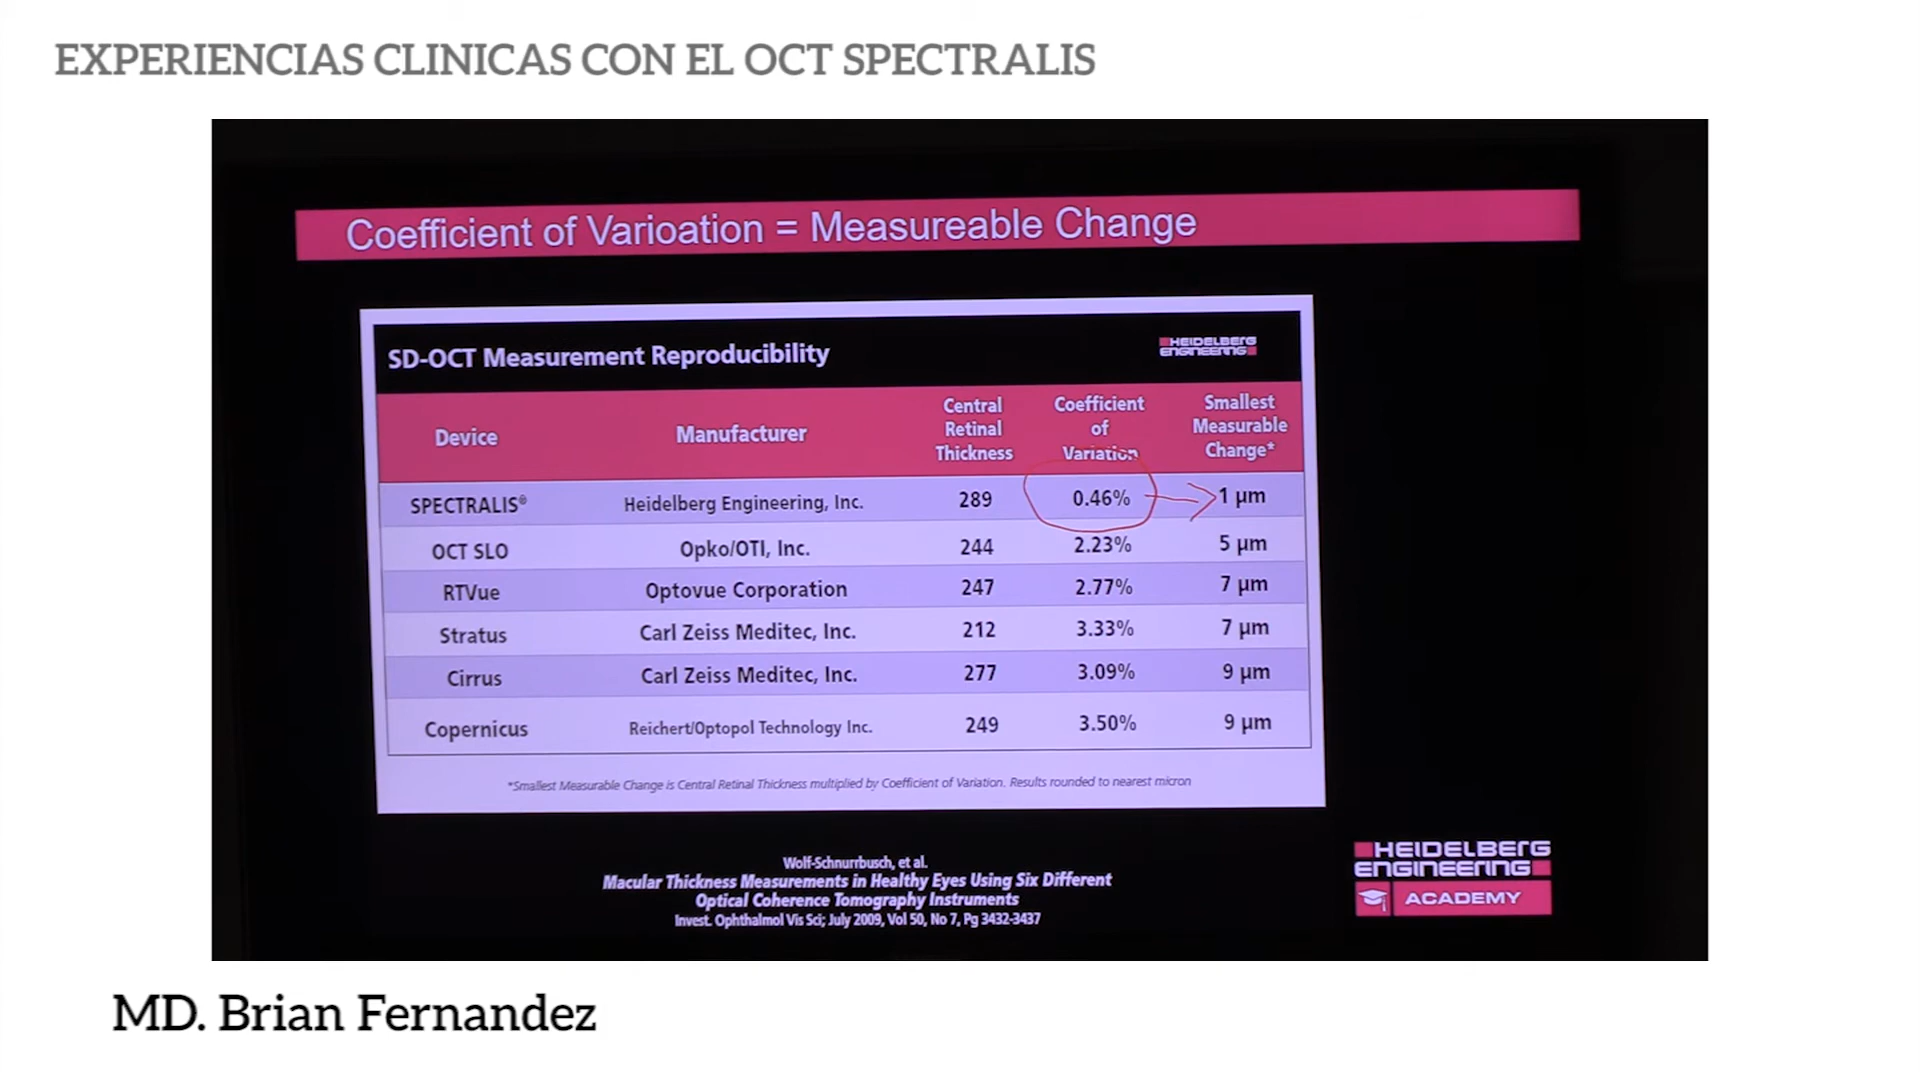 EXPERIENCIAS CLINICAS CON EL OCT SPECTRALIS
Coefficient of Varioation = Measureable Change
SD-OCT Measurement Reproducibility
HEIDELBERG
ENGINEERING
Device Manufacturer Central Retinal Thickness Coefficient of Variation Smallest Measurable Change*
SPECTRALIS® Heidelberg Engineering, Inc. 289 0.46% 1 µm
OCT SLO Opko/OTI, Inc. 244 2.23% 5 µm
RTVue Optovue Corporation 247 2.77% 7 µm
Stratus Carl Zeiss Meditec, Inc. 212 3.33% 7 µm
Cirrus Carl Zeiss Meditec, Inc. 277 3.09% 9 µm
Copernicus Reichert/Optopol Technology Inc. 249 3.50% 9 µm
*Smallest Measurable Change is Central Retinal Thickness multiplied by Coefficient of Variation. Results rounded to nearest micron
Wolf-Schnurrbusch, et al.
Macular Thickness Measurements in Healthy Eyes Using Six Different
Optical Coherence Tomography Instruments
Invest. Ophthalmol Vis Sci; July 2009, Vol 50, No 7, Pg 3432-3437
HEIDELBERG
ENGINEERING
ACADEMY
MD. Brian Fernandez